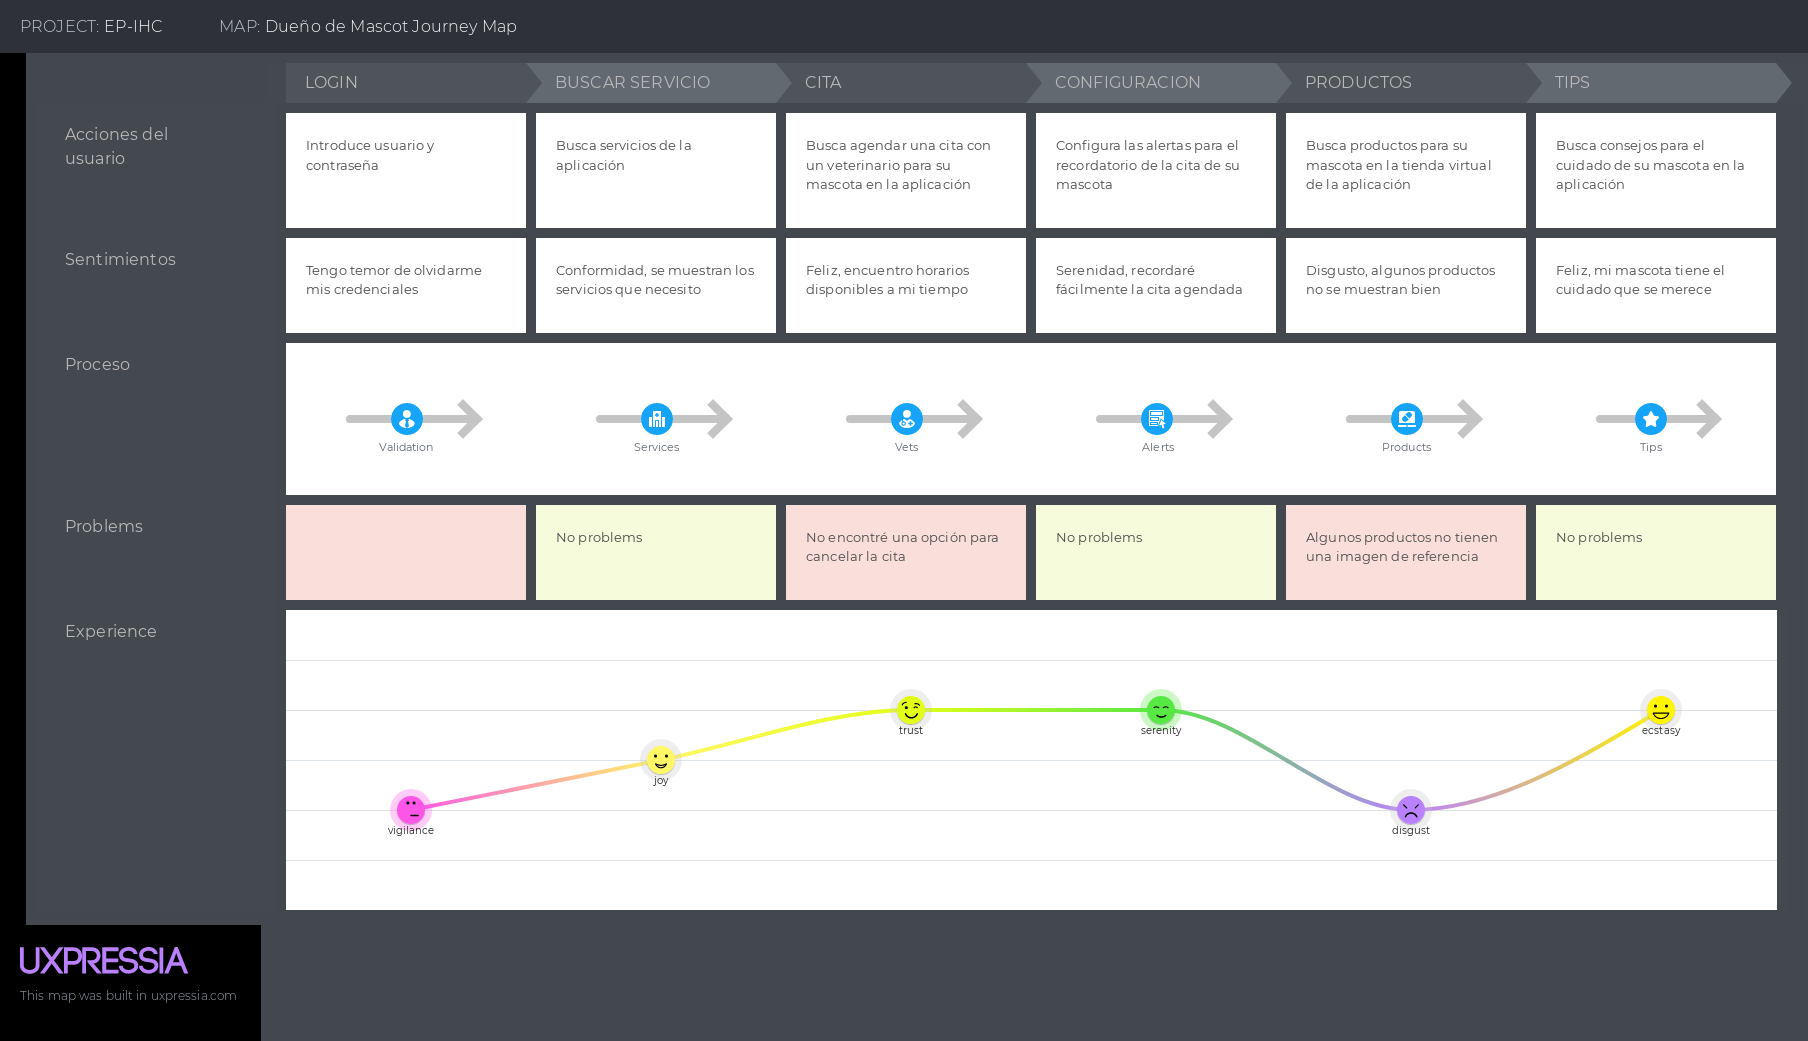 PROJECT: EP-IHC
MAP: Dueño de Mascot Journey Map
LOGIN
BUSCAR SERVICIO
CITA
CONFIGURACION
PRODUCTOS
TIPS
Acciones del
usuario
Introduce usuario y
contraseña
Busca servicios de la
aplicación
Busca agendar una cita con
un veterinario para su
mascota en la aplicación
Configura las alertas para el
recordatorio de la cita de su
mascota
Busca productos para su
mascota en la tienda virtual
de la aplicación
Busca consejos para el
cuidado de su mascota en la
aplicación
Sentimientos
Tengo temor de olvidarme
mis credenciales
Conformidad, se muestran los
servicios que necesito
Feliz, encuentro horarios
disponibles a mi tiempo
Serenidad, recordaré
fácilmente la cita agendada
Disgusto, algunos productos
no se muestran bien
Feliz, mi mascota tiene el
cuidado que se merece
Proceso
Validation
Services
Vets
Alerts
Products
Tips
Problems
No problems
No encontré una opción para
cancelar la cita
No problems
Algunos productos no tienen
una imagen de referencia
No problems
Experience
vigilance
joy
trust
serenity
disgust
ecstasy
UXPRESSIA
This map was built in uxpressia.com